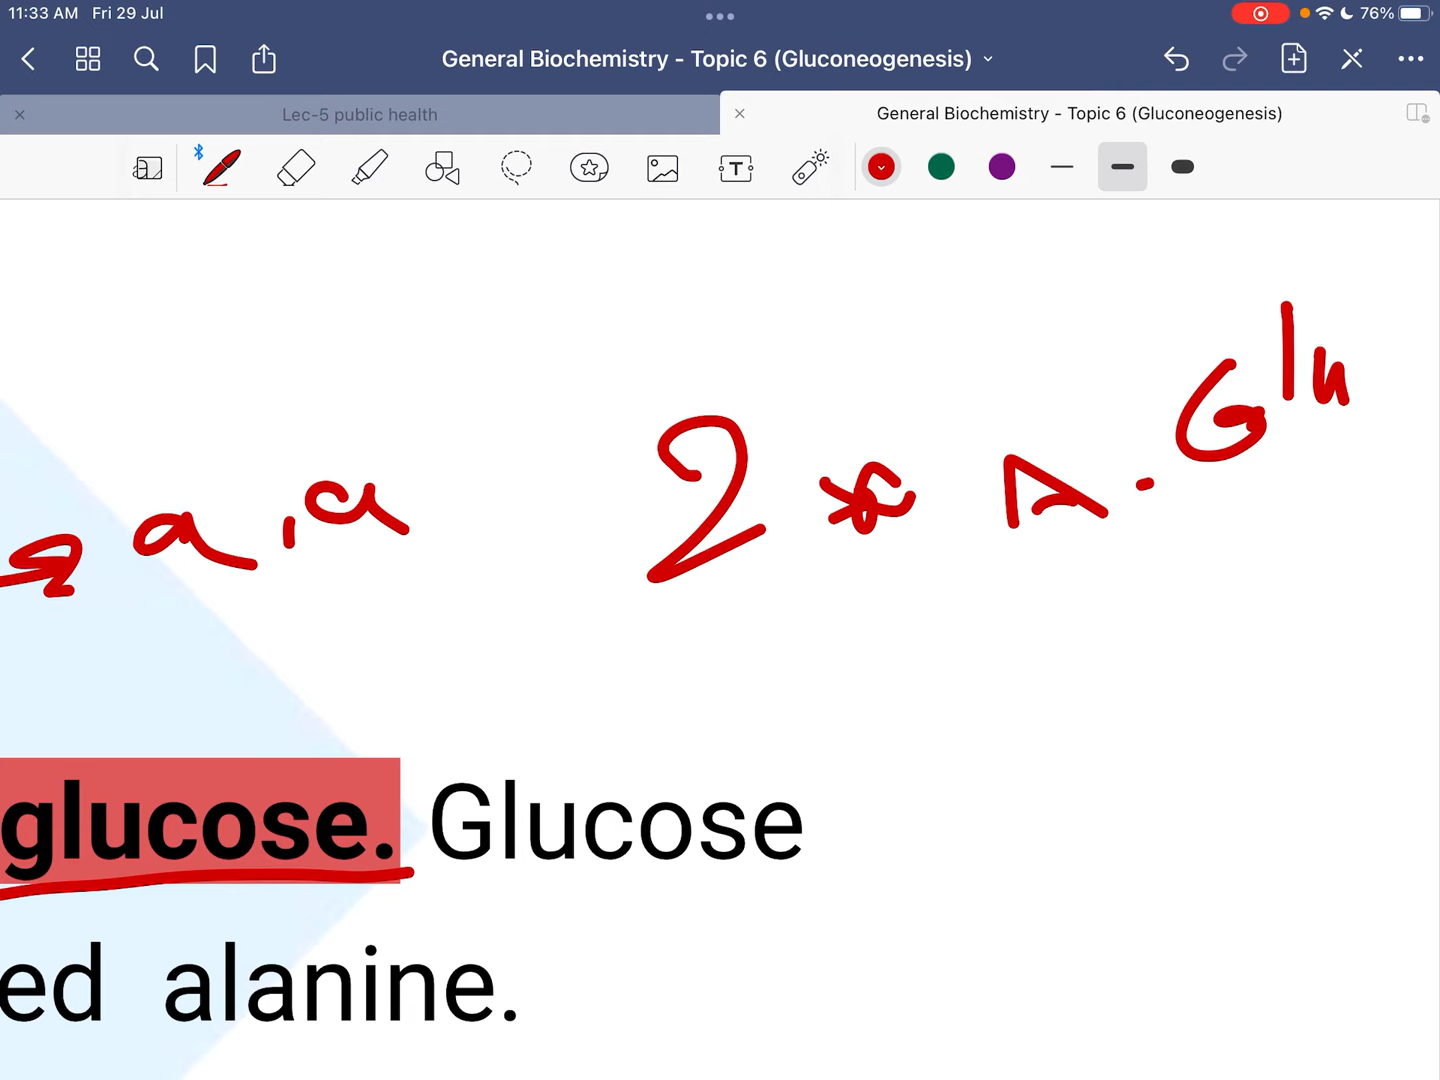 11:33 AM Fri 29 Jul
76%
General Biochemistry - Topic 6 (Gluconeogenesis)
Lec-5 public health
General Biochemistry - Topic 6 (Gluconeogenesis)
T
a.a 2 * A. Glu
glucose. Glucose
ed alanine.